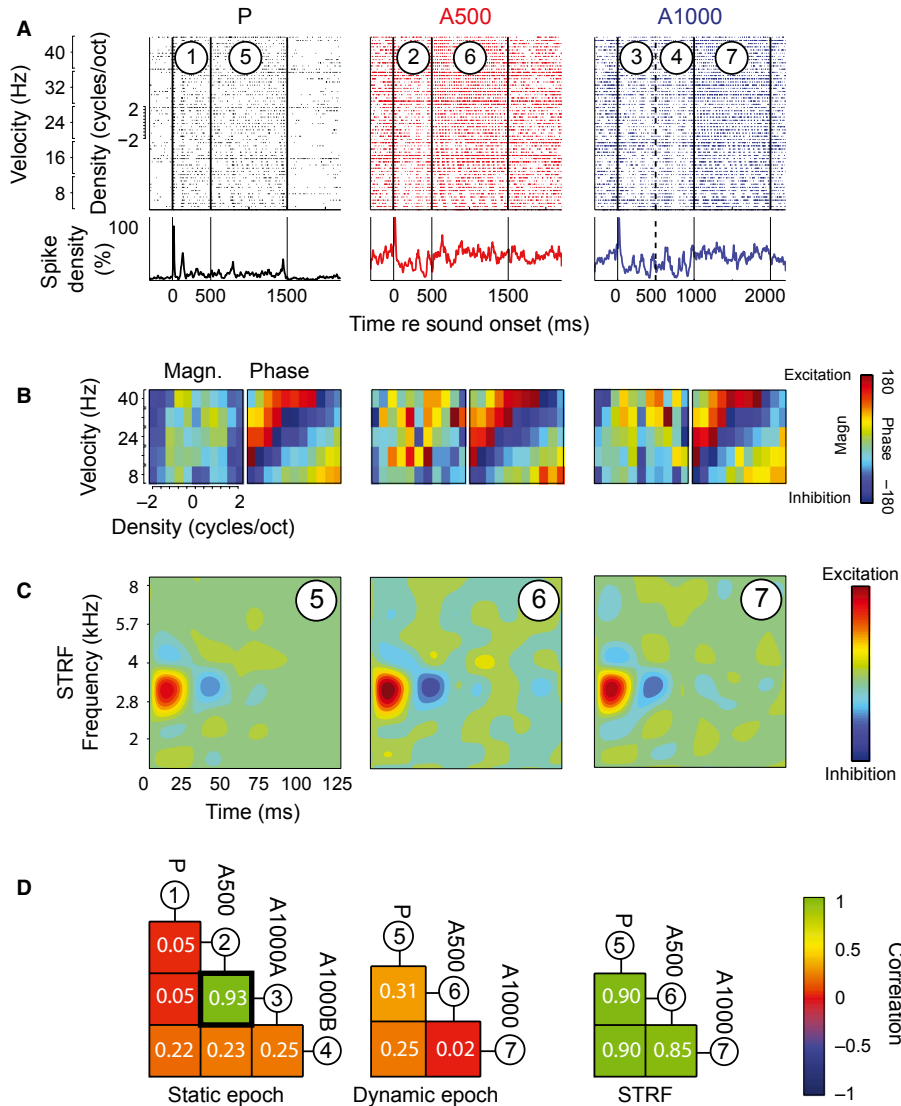 P A500 A1000
A
Velocity (Hz)
40
32
24
16
8
Density (cycles/oct)
2
−2
1 5 2 6 3 4 7
Spike
density
(%)
100
0 500 1500 0 500 1500 0 500 1000 2000
Time re sound onset (ms)
B
Magn. Phase
Velocity (Hz)
40
24
8
−2 0 2
Density (cycles/oct)
Excitation
Inhibition
Magn
Phase
180
−180
C
STRF
Frequency (kHz)
8
5.7
4
2.8
2
5 6 7
0 25 50 75 100 125
Time (ms)
Excitation
Inhibition
D
P
1
A500
0.05 2
A1000A
0.05 0.93 3
A1000B
0.22 0.23 0.25 4
Static epoch
P
5
A500
0.31 6
A1000
0.25 0.02 7
Dynamic epoch
P
5
A500
0.90 6
A1000
0.90 0.85 7
STRF
1
0.5
0
−0.5
−1
Correlation